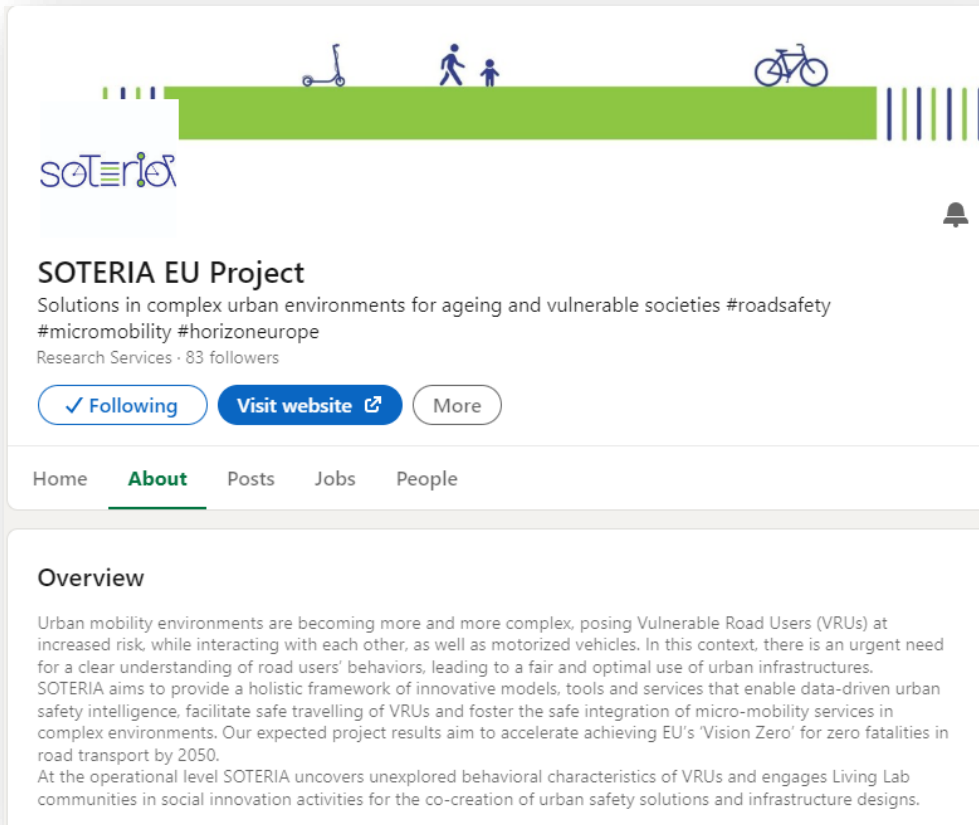 soteria
SOTERIA EU Project
Solutions in complex urban environments for ageing and vulnerable societies #roadsafety
#micromobility #horizoneurope
Research Services · 83 followers
Following
Visit website
More
Home
About
Posts
Jobs
People
Overview
Urban mobility environments are becoming more and more complex, posing Vulnerable Road Users (VRUs) at
increased risk, while interacting with each other, as well as motorized vehicles. In this context, there is an urgent need
for a clear understanding of road users' behaviors, leading to a fair and optimal use of urban infrastructures.
SOTERIA aims to provide a holistic framework of innovative models, tools and services that enable data-driven urban
safety intelligence, facilitate safe travelling of VRUs and foster the safe integration of micro-mobility services in
complex environments. Our expected project results aim to accelerate achieving EU's 'Vision Zero' for zero fatalities in
road transport by 2050.
At the operational level SOTERIA uncovers unexplored behavioral characteristics of VRUs and engages Living Lab
communities in social innovation activities for the co-creation of urban safety solutions and infrastructure designs.